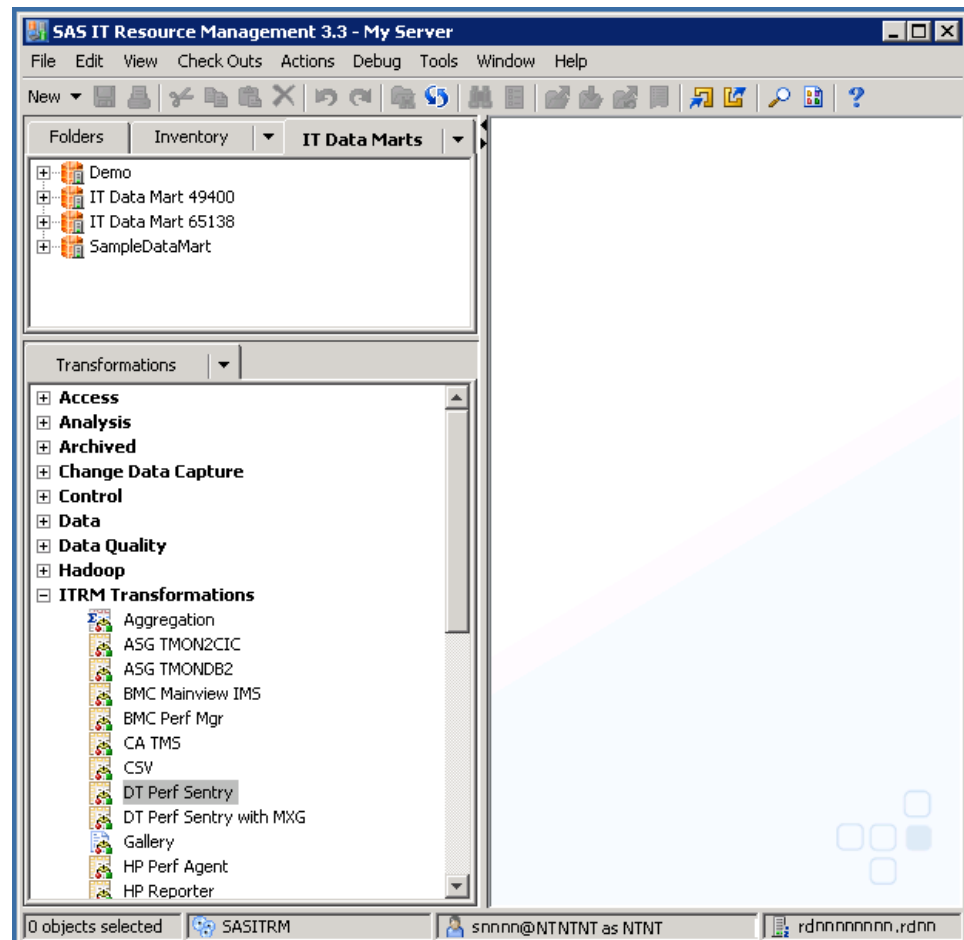 SAS IT Resource Management 3.3 - My Server
File Edit View Check Outs Actions Debug Tools Window Help
New
Folders Inventory IT Data Marts
Demo
IT Data Mart 49400
IT Data Mart 65138
SampleDataMart
Transformations
Access
Analysis
Archived
Change Data Capture
Control
Data
Data Quality
Hadoop
ITRM Transformations
Aggregation
ASG TMON2CIC
ASG TMONDB2
BMC Mainview IMS
BMC Perf Mgr
CA TMS
CSV
DT Perf Sentry
DT Perf Sentry with MXG
Gallery
HP Perf Agent
HP Reporter
0 objects selected SASITRM snnnn@NTNTNT as NTNT rdnnnnnnnn.rdnn